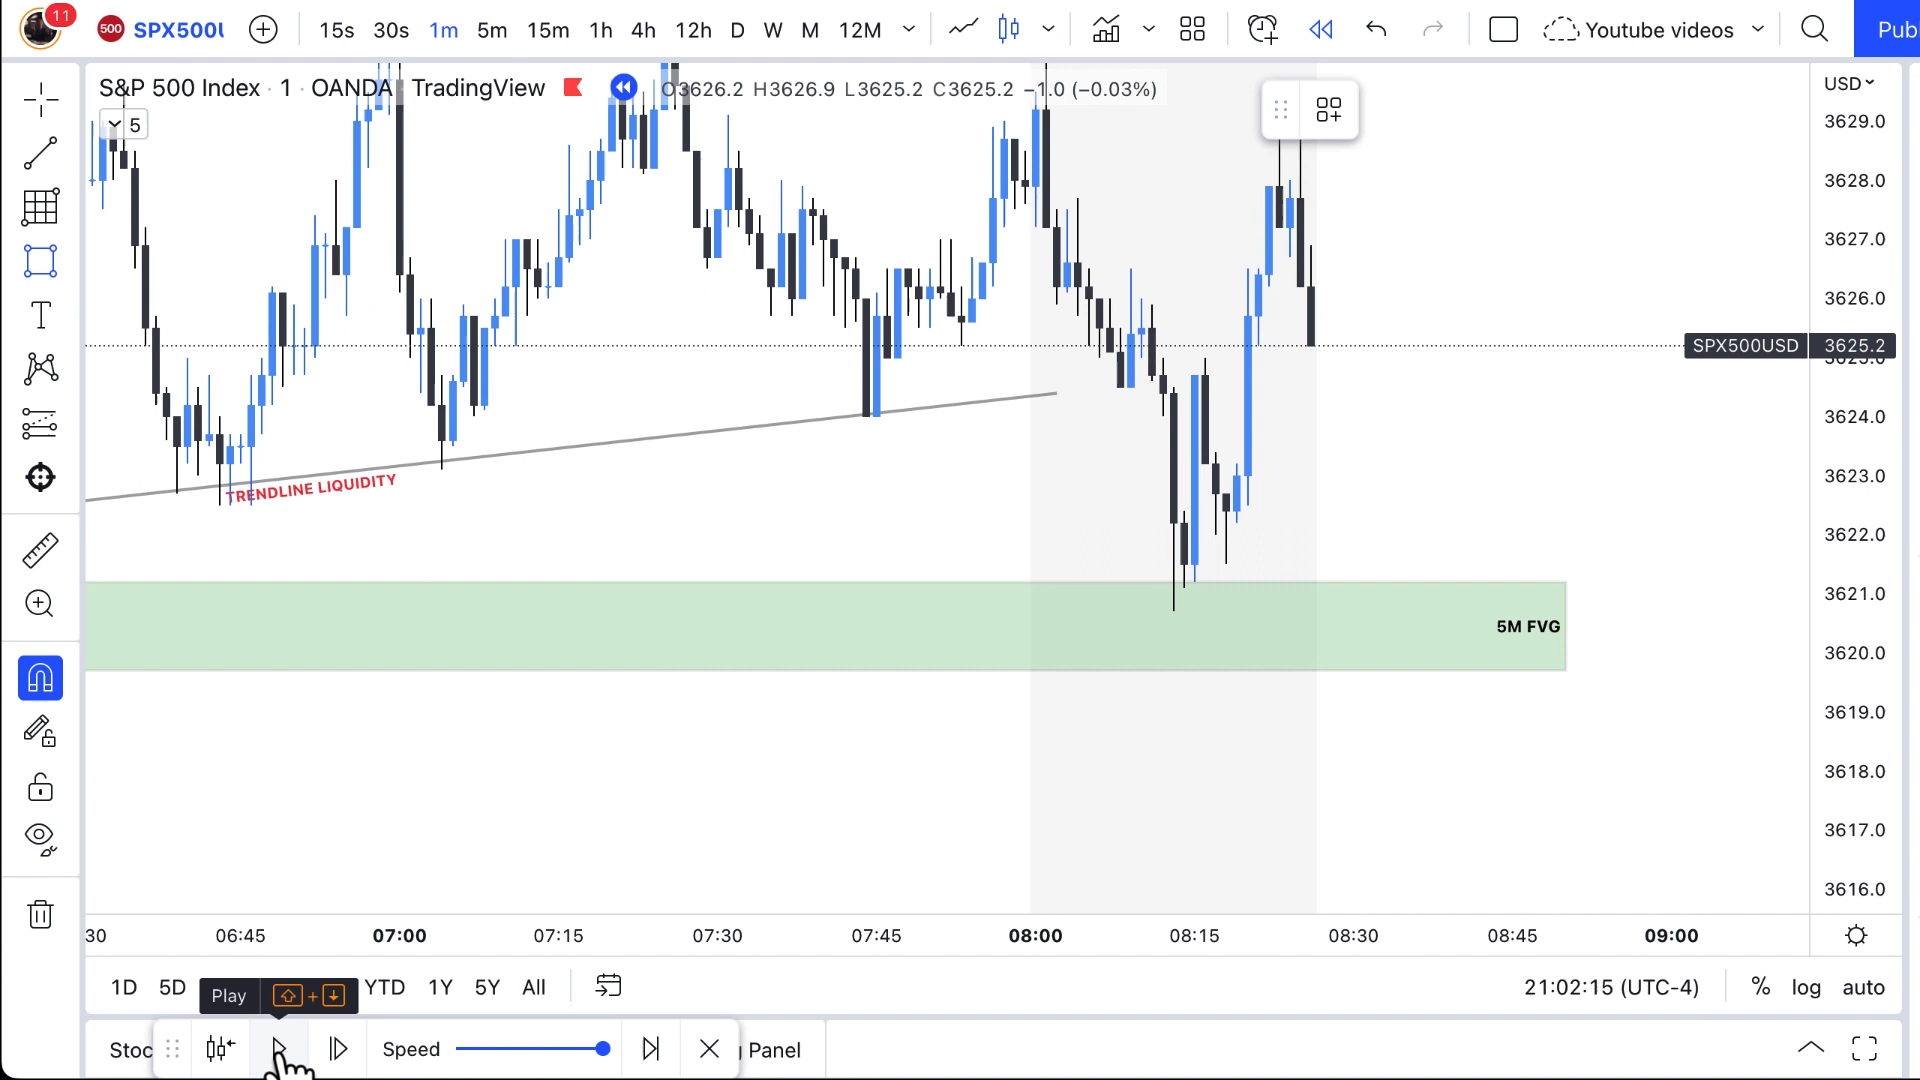 11
500 SPX500U 15s 30s 1m 5m 15m 1h 4h 12h D W M 12M Youtube videos Publ
S&P 500 Index · 1 · OANDA TradingView O3626.2 H3626.9 L3625.2 C3625.2 −1.0 (−0.03%) USD
5
3629.0
3628.0
3627.0
3626.0
SPX500USD 3625.2
3625.0
3624.0
3623.0
TRENDLINE LIQUIDITY
3622.0
3621.0
5M FVG
3620.0
3619.0
3618.0
3617.0
3616.0
30 06:45 07:00 07:15 07:30 07:45 08:00 08:15 08:30 08:45 09:00
1D 5D YTD 1Y 5Y All 21:02:15 (UTC-4) % log auto
Play +
Stoc Speed Panel